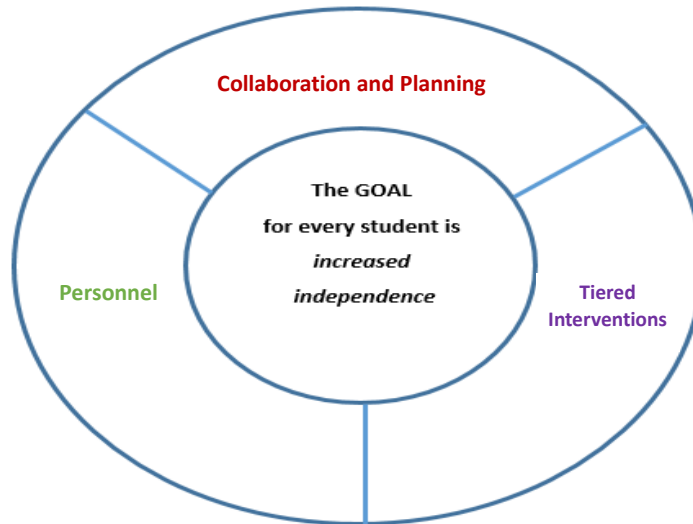 Collaboration and Planning
The GOAL
for every student is
increased
independence
Personnel
Tiered
Interventions